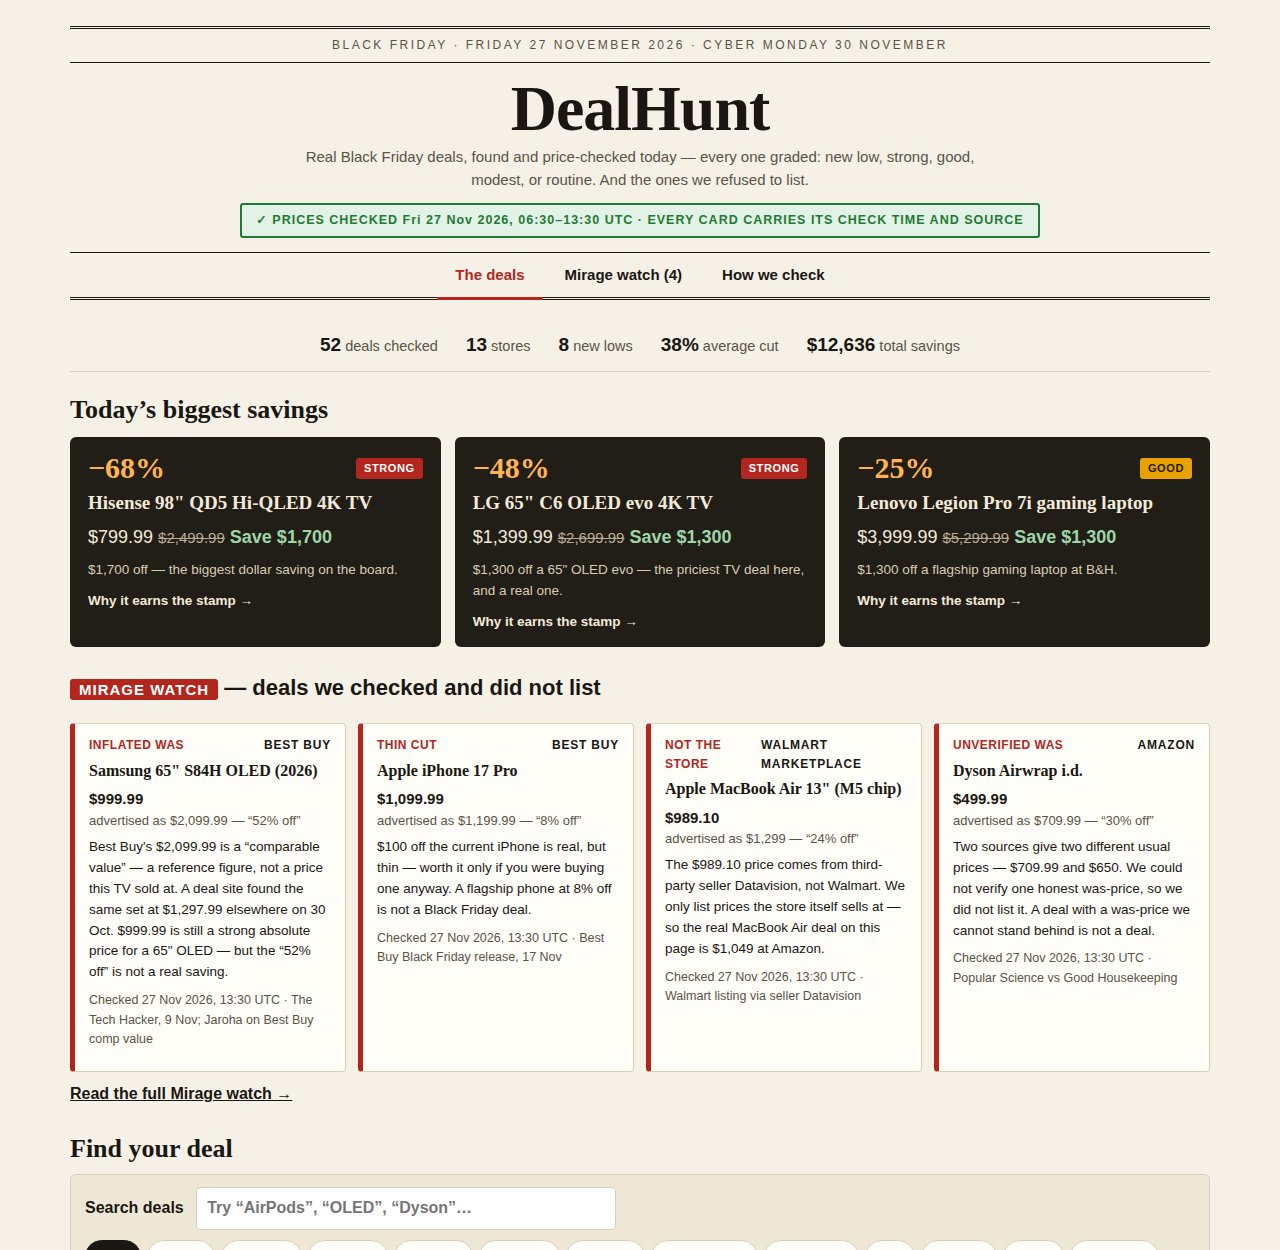 BLACK FRIDAY · FRIDAY 27 NOVEMBER 2026 · CYBER MONDAY 30 NOVEMBER
DealHunt
Real Black Friday deals, found and price-checked today — every one graded: new low, strong, good,
modest, or routine. And the ones we refused to list.
✓ PRICES CHECKED Fri 27 Nov 2026, 06:30–13:30 UTC · EVERY CARD CARRIES ITS CHECK TIME AND SOURCE
The deals Mirage watch (4) How we check
52 deals checked 13 stores 8 new lows 38% average cut $12,636 total savings
Today’s biggest savings
−68% STRONG
Hisense 98" QD5 Hi-QLED 4K TV
$799.99 $2,499.99 Save $1,700
$1,700 off — the biggest dollar saving on the board.
Why it earns the stamp →
−48% STRONG
LG 65" C6 OLED evo 4K TV
$1,399.99 $2,699.99 Save $1,300
$1,300 off a 65" OLED evo — the priciest TV deal here,
and a real one.
Why it earns the stamp →
−25% GOOD
Lenovo Legion Pro 7i gaming laptop
$3,999.99 $5,299.99 Save $1,300
$1,300 off a flagship gaming laptop at B&H.
Why it earns the stamp →
MIRAGE WATCH — deals we checked and did not list
INFLATED WAS BEST BUY
Samsung 65" S84H OLED (2026)
$999.99
advertised as $2,099.99 — “52% off”
Best Buy's $2,099.99 is a “comparable
value” — a reference figure, not a price
this TV sold at. A deal site found the
same set at $1,297.99 elsewhere on 30
Oct. $999.99 is still a strong absolute
price for a 65" OLED — but the “52%
off” is not a real saving.
Checked 27 Nov 2026, 13:30 UTC · The
Tech Hacker, 9 Nov; Jaroha on Best Buy
comp value
THIN CUT BEST BUY
Apple iPhone 17 Pro
$1,099.99
advertised as $1,199.99 — “8% off”
$100 off the current iPhone is real, but
thin — worth it only if you were buying
one anyway. A flagship phone at 8% off
is not a Black Friday deal.
Checked 27 Nov 2026, 13:30 UTC · Best
Buy Black Friday release, 17 Nov
NOT THE STORE WALMART MARKETPLACE
Apple MacBook Air 13" (M5 chip)
$989.10
advertised as $1,299 — “24% off”
The $989.10 price comes from third-
party seller Datavision, not Walmart. We
only list prices the store itself sells at —
so the real MacBook Air deal on this
page is $1,049 at Amazon.
Checked 27 Nov 2026, 13:30 UTC ·
Walmart listing via seller Datavision
UNVERIFIED WAS AMAZON
Dyson Airwrap i.d.
$499.99
advertised as $709.99 — “30% off”
Two sources give two different usual
prices — $709.99 and $650. We could
not verify one honest was-price, so we
did not list it. A deal with a was-price we
cannot stand behind is not a deal.
Checked 27 Nov 2026, 13:30 UTC ·
Popular Science vs Good Housekeeping
Read the full Mirage watch →
Find your deal
Search deals Try “AirPods”, “OLED”, “Dyson”…